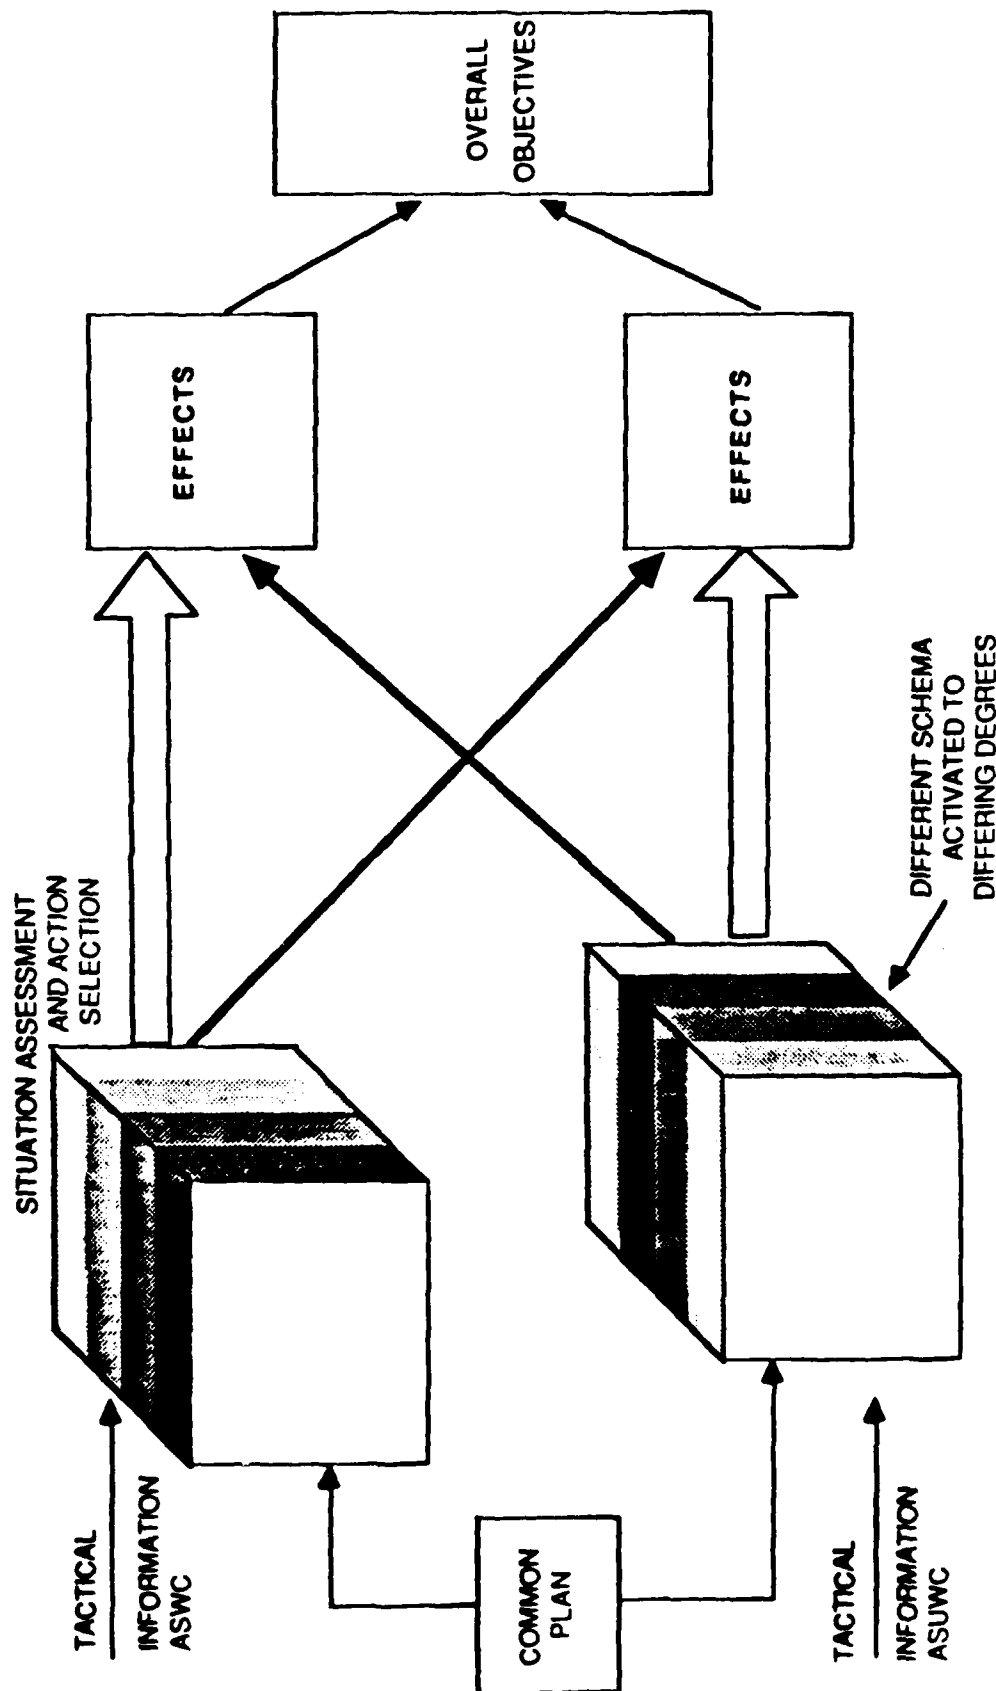 SITUATION ASSESSMENT
AND ACTION
SELECTION
TACTICAL
INFORMATION
ASWC
EFFECTS
OVERALL
OBJECTIVES
COMMON
PLAN
EFFECTS
TACTICAL
INFORMATION
ASUWC
DIFFERENT SCHEMA
ACTIVATED TO
DIFFERING DEGREES